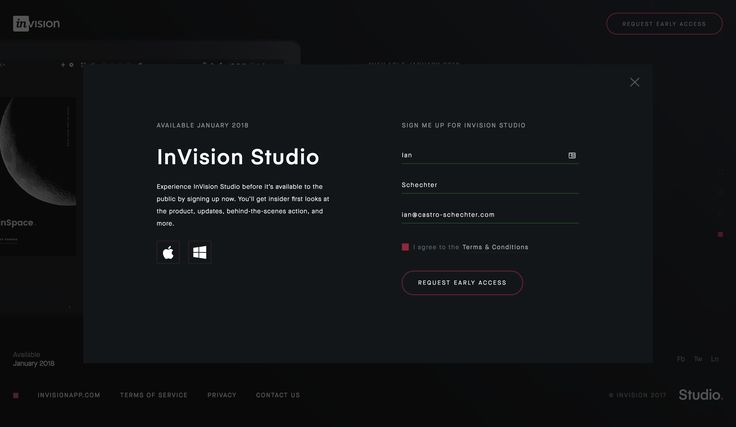 inVISION
REQUEST EARLY ACCESS
AVAILABLE JANUARY 2018
AVAILABLE JANUARY 2018
InVision Studio
Experience InVision Studio before it's available to the
public by signing up now. You'll get insider first looks at
the product, updates, behind-the-scenes action, and
more.
SIGN ME UP FOR INVISION STUDIO
Ian
Schechter
ian@castro-schechter.com
I agree to the Terms & Conditions
REQUEST EARLY ACCESS
nSpace
Available
January 2018
Fb Tw Ln
INVISIONAPP.COM TERMS OF SERVICE PRIVACY CONTACT US
© INVISION 2017 Studio.